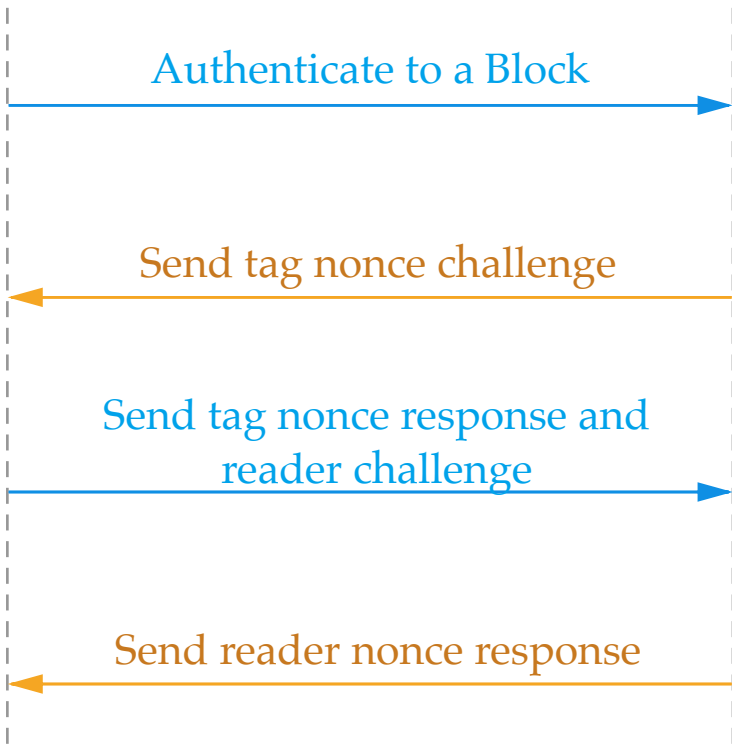 Authenticate to a Block
Send tag nonce challenge
Send tag nonce response and
reader challenge
Send reader nonce response